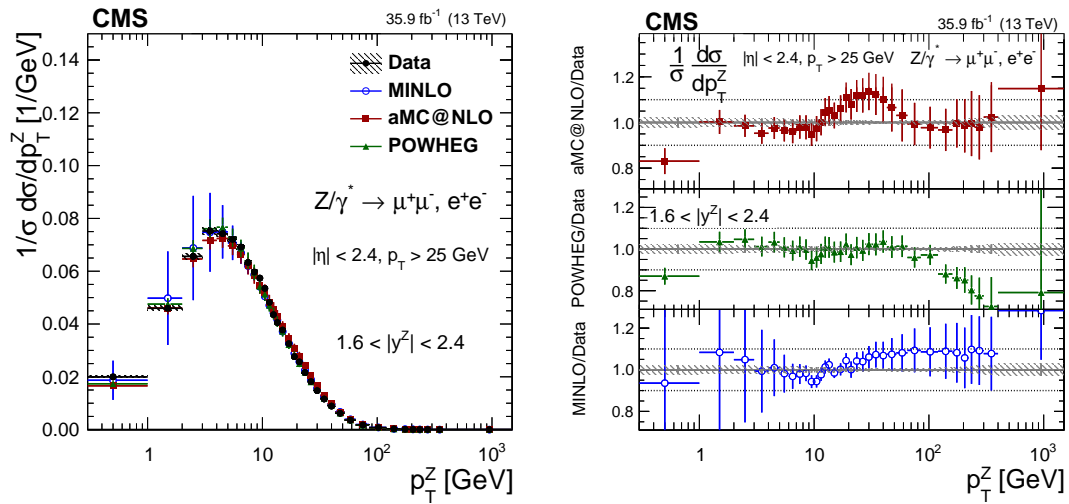 CMS
35.9 fb⁻¹ (13 TeV)
1/σ dσ/dp_T^Z [1/GeV]
0.14
0.12
0.10
0.08
0.06
0.04
0.02
0.00
Data
MINLO
aMC@NLO
POWHEG
Z/γ* → μ⁺μ⁻, e⁺e⁻
|η| < 2.4, p_T > 25 GeV
1.6 < |y^Z| < 2.4
1 10 10² 10³
p_T^Z [GeV]
CMS
35.9 fb⁻¹ (13 TeV)
1/σ dσ/dp_T^Z
|η| < 2.4, p_T > 25 GeV Z/γ* → μ⁺μ⁻, e⁺e⁻
aMC@NLO/Data
1.2
1.0
0.8
1.6 < |y^Z| < 2.4
POWHEG/Data
1.2
1.0
0.8
MINLO/Data
1.2
1.0
0.8
1 10 10² 10³
p_T^Z [GeV]